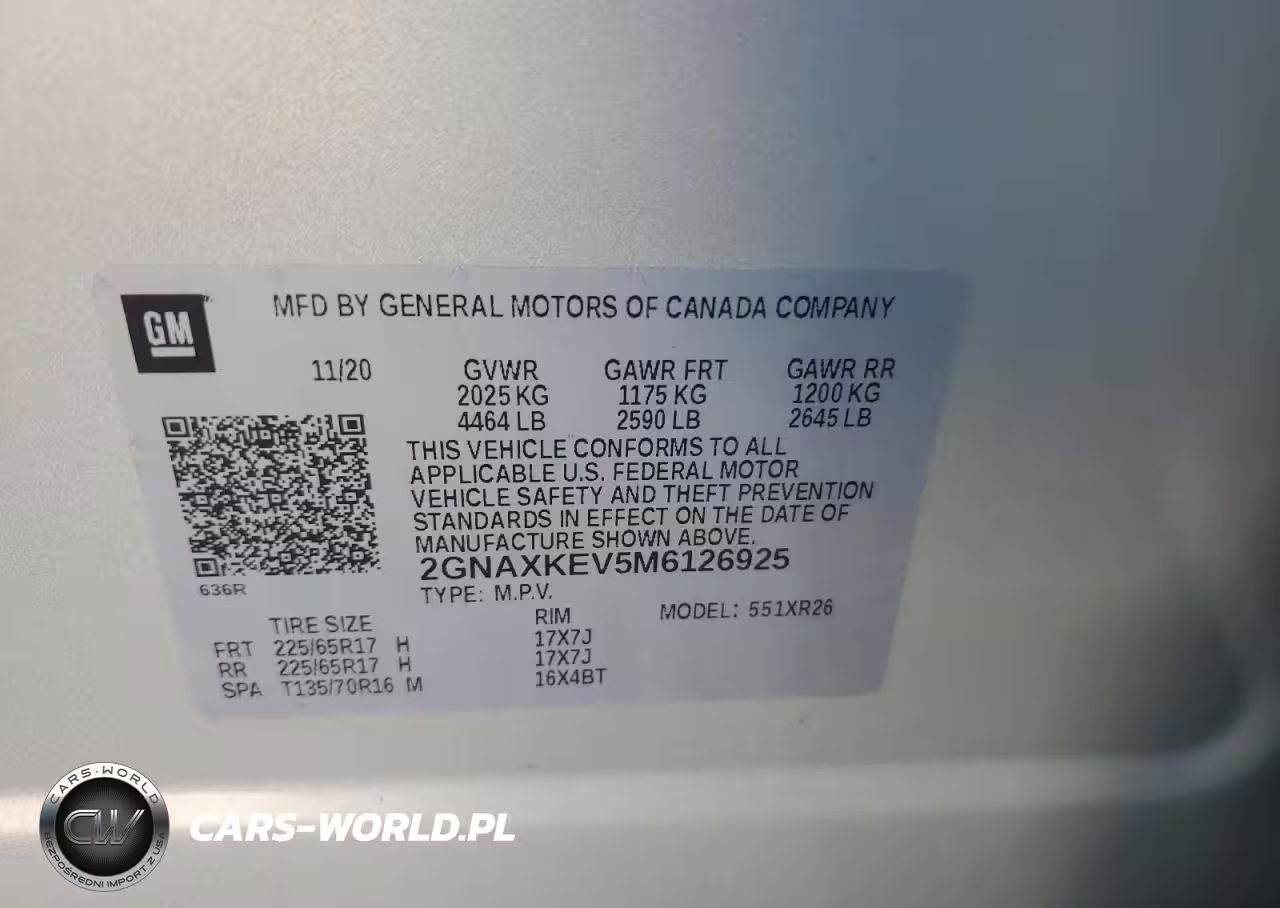 GM
MFD BY GENERAL MOTORS OF CANADA COMPANY
11/20 GVWR GAWR FRT GAWR RR
2025 KG 1175 KG 1200 KG
4464 LB 2590 LB 2645 LB
THIS VEHICLE CONFORMS TO ALL
APPLICABLE U.S. FEDERAL MOTOR
VEHICLE SAFETY AND THEFT PREVENTION
STANDARDS IN EFFECT ON THE DATE OF
MANUFACTURE SHOWN ABOVE.
2GNAXKEV5M6126925
636R
TYPE: M.P.V.
MODEL: 551XR26
TIRE SIZE RIM
FRT 225/65R17 H 17X7J
RR 225/65R17 H 17X7J
SPA T135/70R16 M 16X4BT
CARS-WORLD
CW
BEZPOŚREDNI IMPORT Z USA
CARS-WORLD.PL